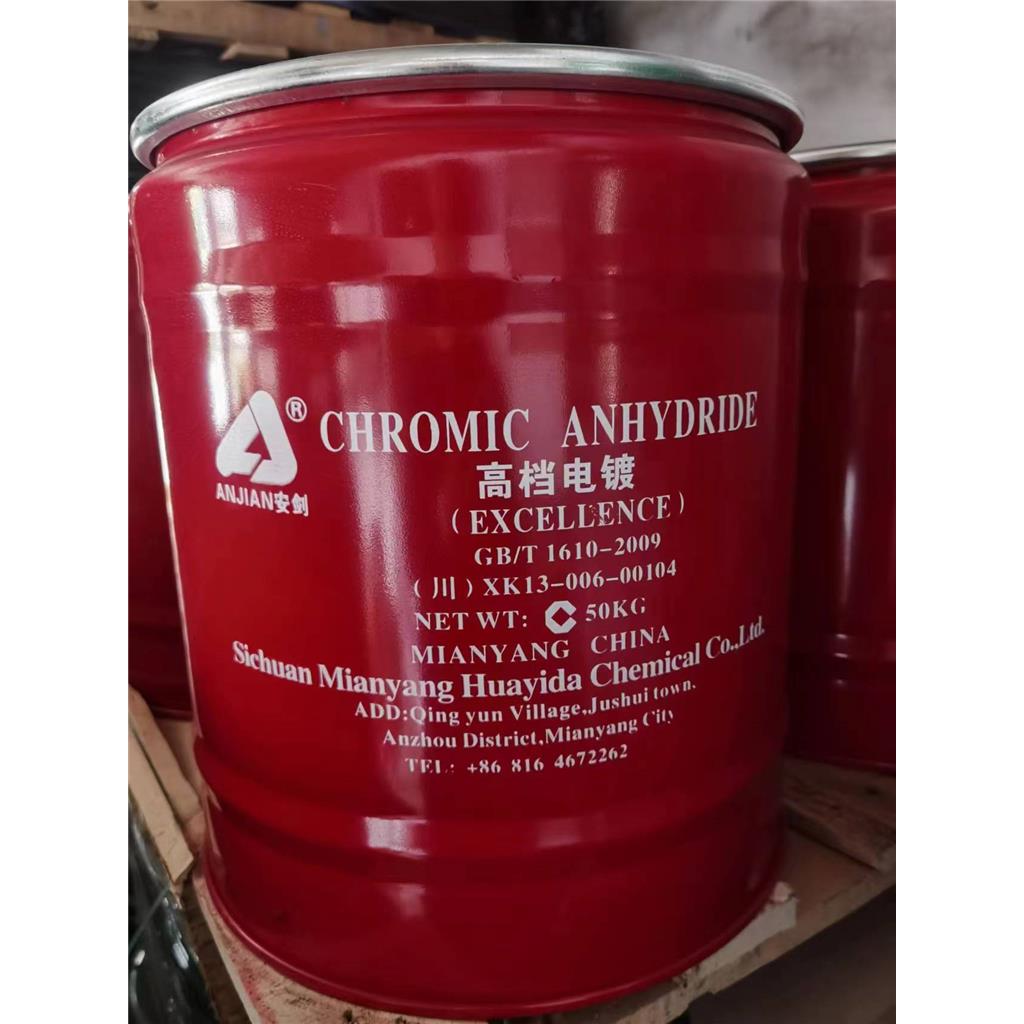 ®
ANJIAN安剑
CHROMIC ANHYDRIDE
高档电镀
(EXCELLENCE)
GB/T 1610-2009
(川) XK13-006-00104
NET WT: 50KG
MIANYANG CHINA
Sichuan Mianyang Huayida Chemical Co.,Ltd.
ADD:Qing yun Village,Jushui town,
Anzhou District,Mianyang City
TEL: +86 816 4672262